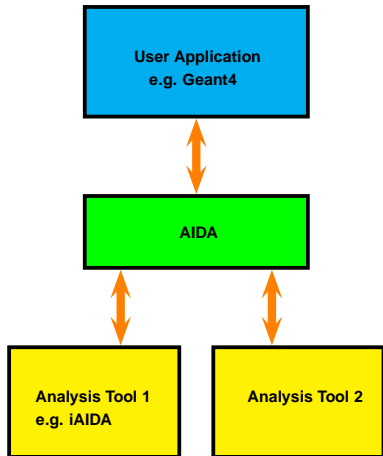 User Application
e.g. Geant4
AIDA
Analysis Tool 1
e.g. iAIDA
Analysis Tool 2